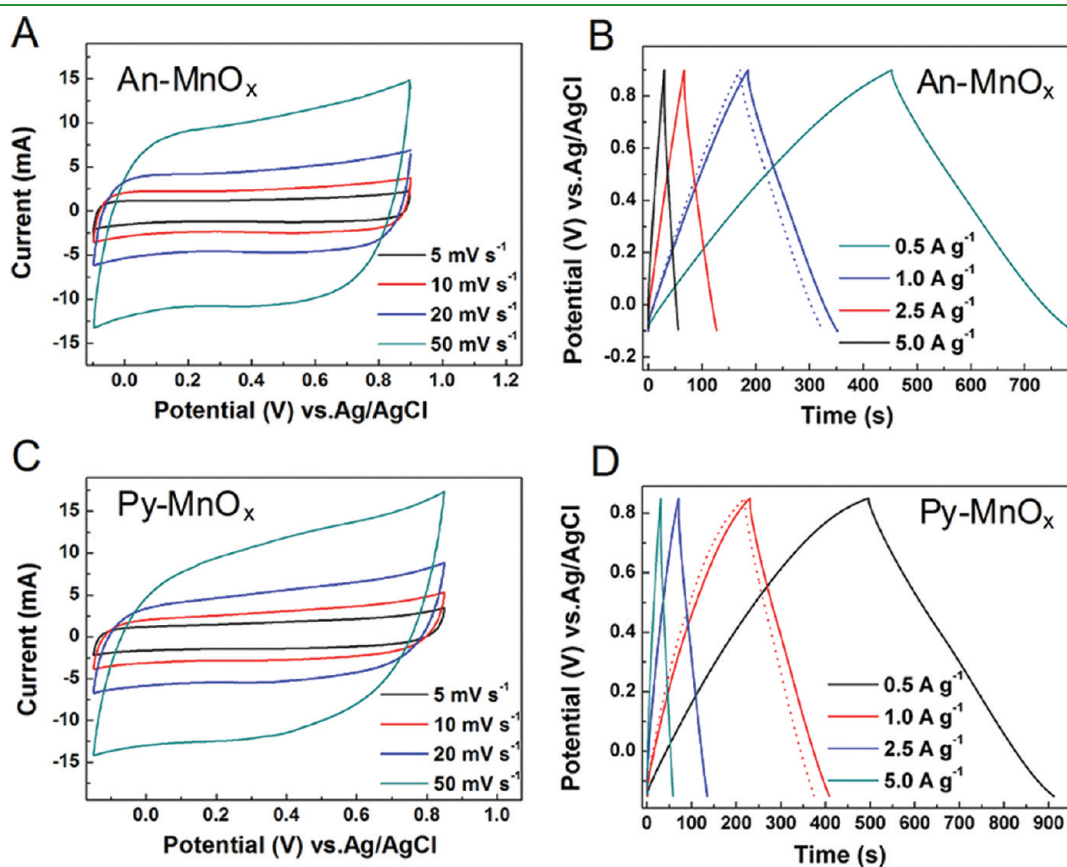 A
An-MnOx
Current (mA)
15
10
5
0
-5
-10
-15
5 mV s⁻¹
10 mV s⁻¹
20 mV s⁻¹
50 mV s⁻¹
0.0 0.2 0.4 0.6 0.8 1.0 1.2
Potential (V) vs.Ag/AgCl
B
An-MnOx
Potential (V) vs.Ag/AgCl
0.8
0.6
0.4
0.2
0.0
-0.2
0.5 A g⁻¹
1.0 A g⁻¹
2.5 A g⁻¹
5.0 A g⁻¹
0 100 200 300 400 500 600 700
Time (s)
C
Py-MnOx
Current (mA)
15
10
5
0
-5
-10
-15
5 mV s⁻¹
10 mV s⁻¹
20 mV s⁻¹
50 mV s⁻¹
0.0 0.2 0.4 0.6 0.8 1.0
Potential (V) vs.Ag/AgCl
D
Py-MnOx
Potential (V) vs.Ag/AgCl
0.8
0.6
0.4
0.2
0.0
0.5 A g⁻¹
1.0 A g⁻¹
2.5 A g⁻¹
5.0 A g⁻¹
0 100 200 300 400 500 600 700 800 900
Time (s)